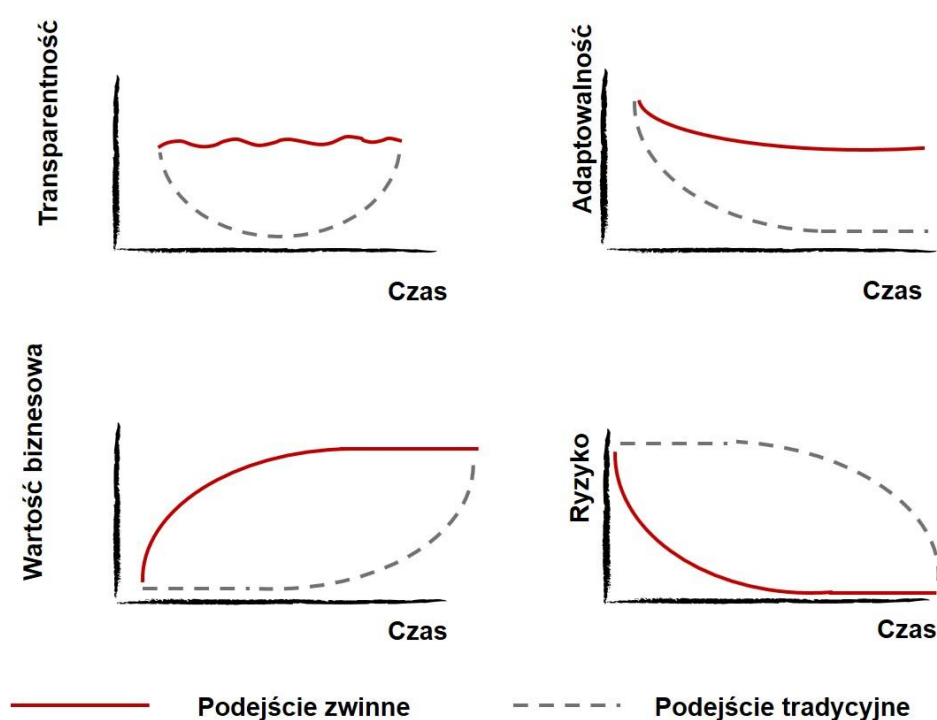 Transparentność
Adaptowalność
Czas
Czas
Wartość biznesowa
Ryzyko
Czas
Czas
Podejście zwinne
Podejście tradycyjne